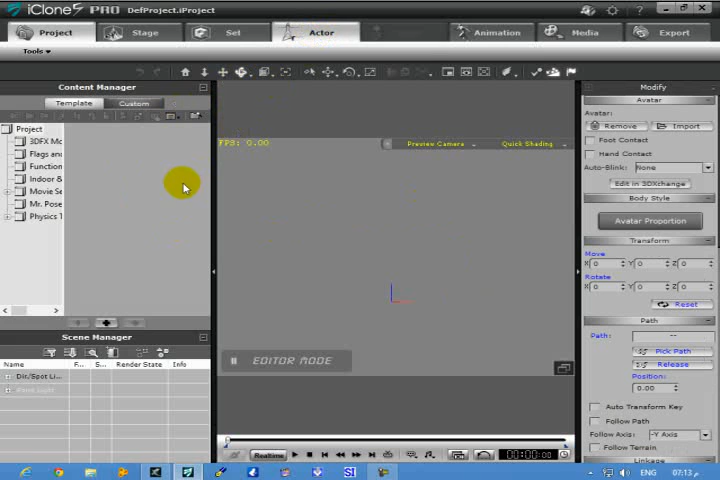 iClone5 PRO DefProject.iProject
Project Stage Set Actor Animation Media Export
Tools
Content Manager
Template Custom
Project
3DFX Mc
Flags and
Function
Indoor &
Movie Se
Mr. Pose
Physics T
FPS: 0.00 Preview Camera Quick Shading
EDITOR MODE
Scene Manager
Name F... S... Render State Info
Dir/Spot Li...
Point Light
Modify
Avatar
Avatar:
Remove Import
Foot Contact
Hand Contact
Auto-Blink: None
Edit in 3DXchange
Body Style
Avatar Proportion
Transform
Move
X 0 Y 0 Z 0
Rotate
X 0 Y 0 Z 0
Reset
Path
Path: --
Pick Path
Release
Position:
0.00
Auto Transform Key
Follow Path
Follow Axis: -Y Axis
Follow Terrain
Linkage
Realtime 00:00:00
ENG 07:13 م